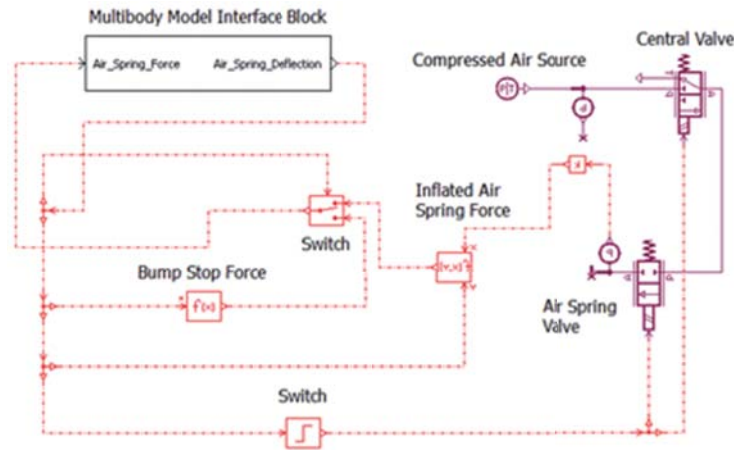 Multibody Model Interface Block
Central Valve
Compressed Air Source
Air_Spring_Force
Air_Spring_Deflection
P|T
Inflated Air
Spring Force
Switch
Bump Stop Force
f(x)
x
y
Air Spring
Valve
Switch